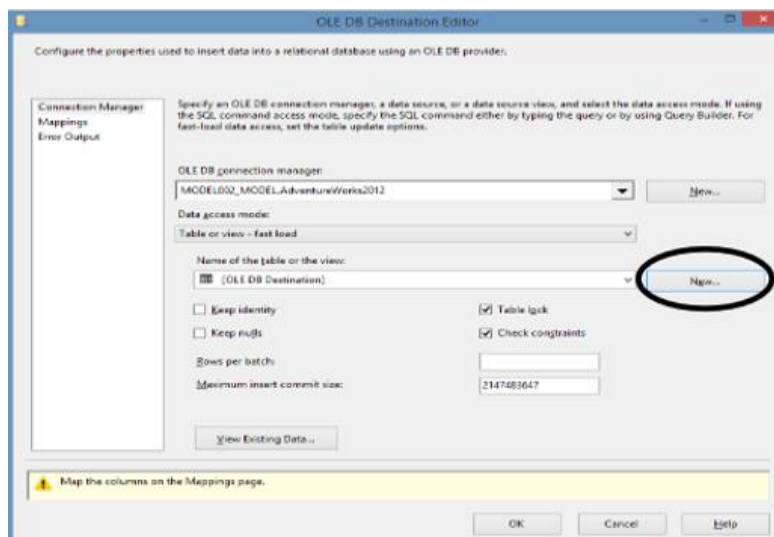 OLE DB Destination Editor
Configure the properties used to insert data into a relational database using an OLE DB provider.
Connection Manager
Mappings
Error Output
Specify an OLE DB connection manager, a data source, or a data source view, and select the data access mode. If using
the SQL command access mode, specify the SQL command either by typing the query or by using Query Builder. For
fast-load data access, set the table update options.
OLE DB connection manager:
MODEL002_MODEL.AdventureWorks2012
New...
Data access mode:
Table or view - fast load
Name of the table or the view:
[OLE DB Destination]
New...
Keep identity
Table lock
Keep nulls
Check constraints
Rows per batch:
Maximum insert commit size:
2147483647
View Existing Data...
Map the columns on the Mappings page.
OK
Cancel
Help